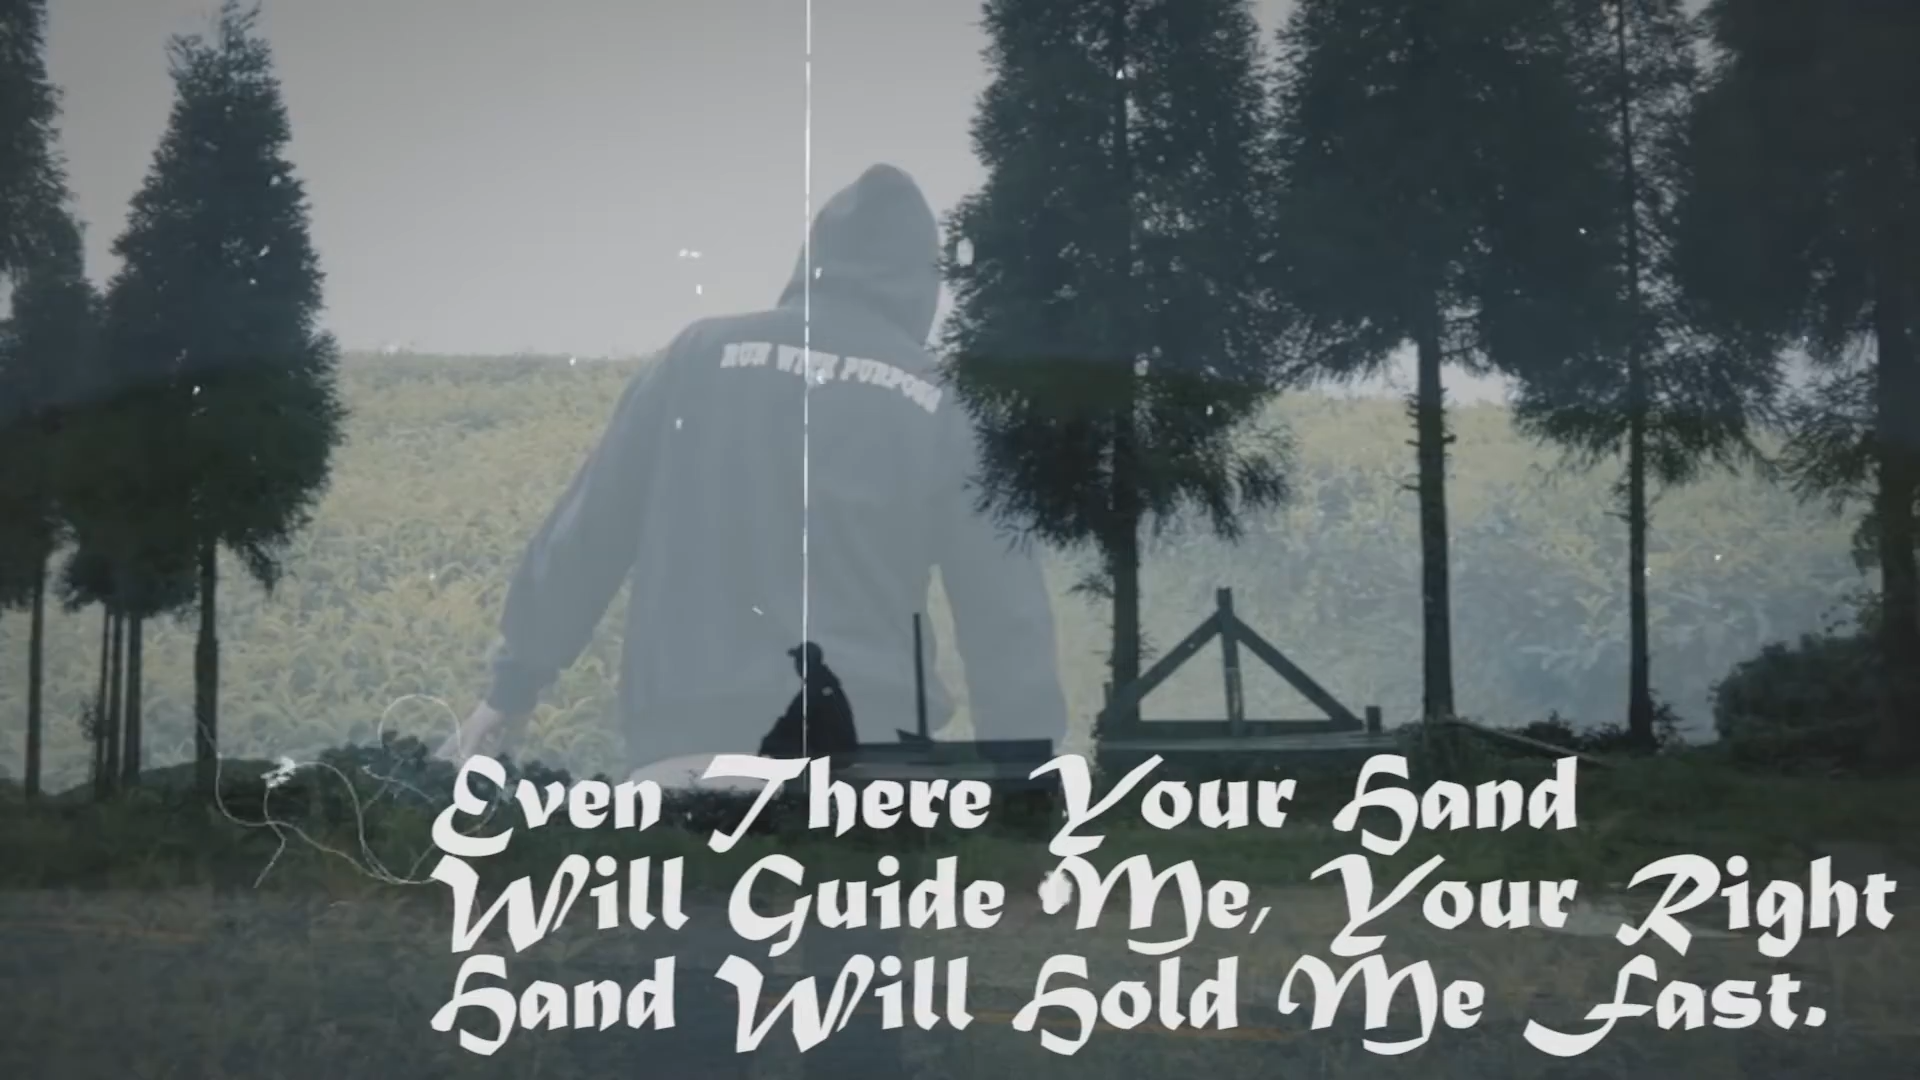 RUN WITH PURPOSE
Even There Your Hand
Will Guide Me, Your Right
Hand Will Hold Me Fast.